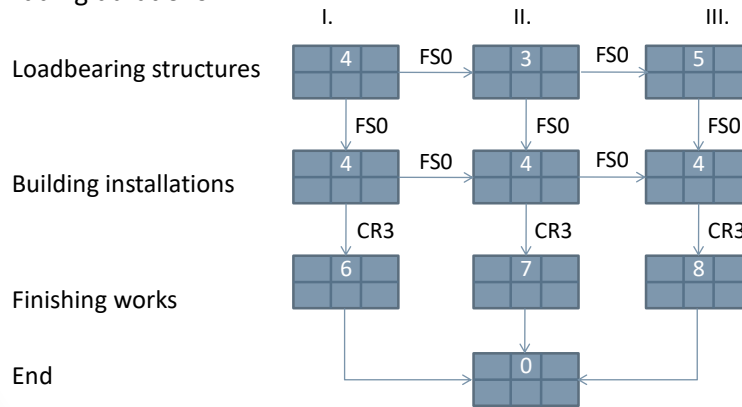 I. II. III.
Loadbearing structures 4 FS0 3 FS0 5
FS0 FS0 FS0
Building installations 4 FS0 4 FS0 4
CR3 CR3 CR3
Finishing works 6 7 8
End 0